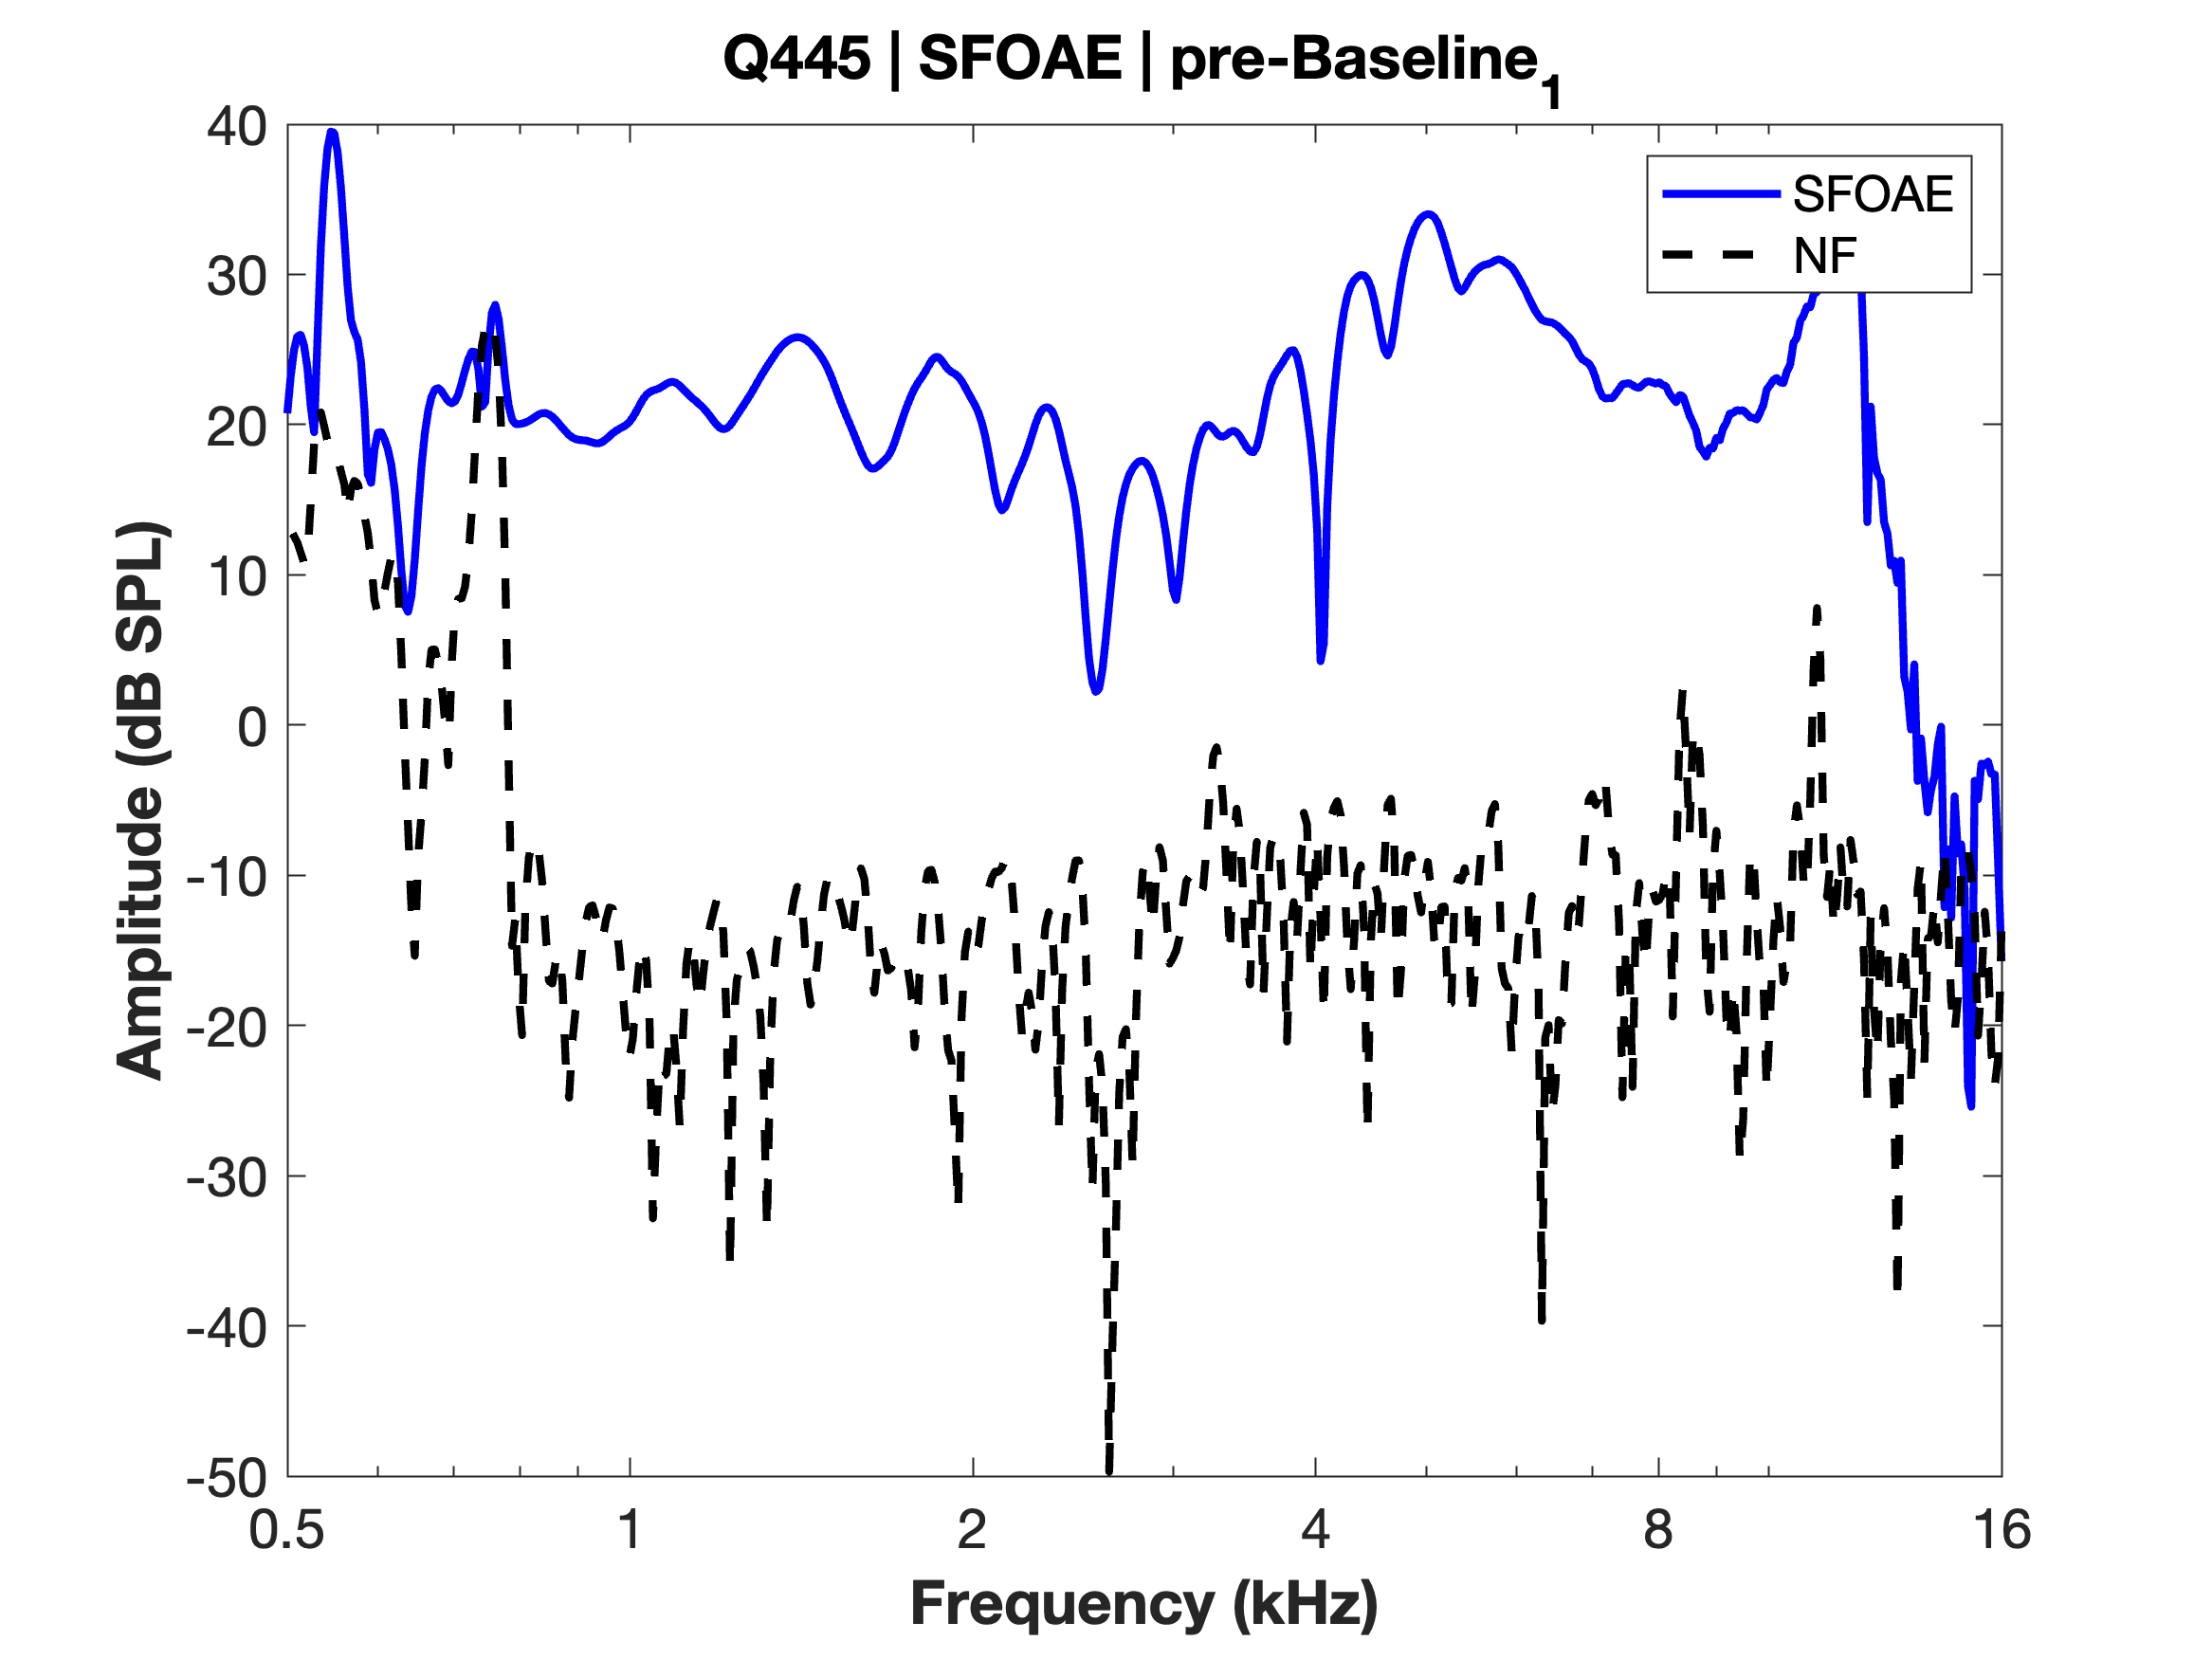 Q445 | SFOAE | pre-Baseline1
SFOAE
NF
Amplitude (dB SPL)
40
30
20
10
0
-10
-20
-30
-40
-50
0.5 1 2 4 8 16
Frequency (kHz)